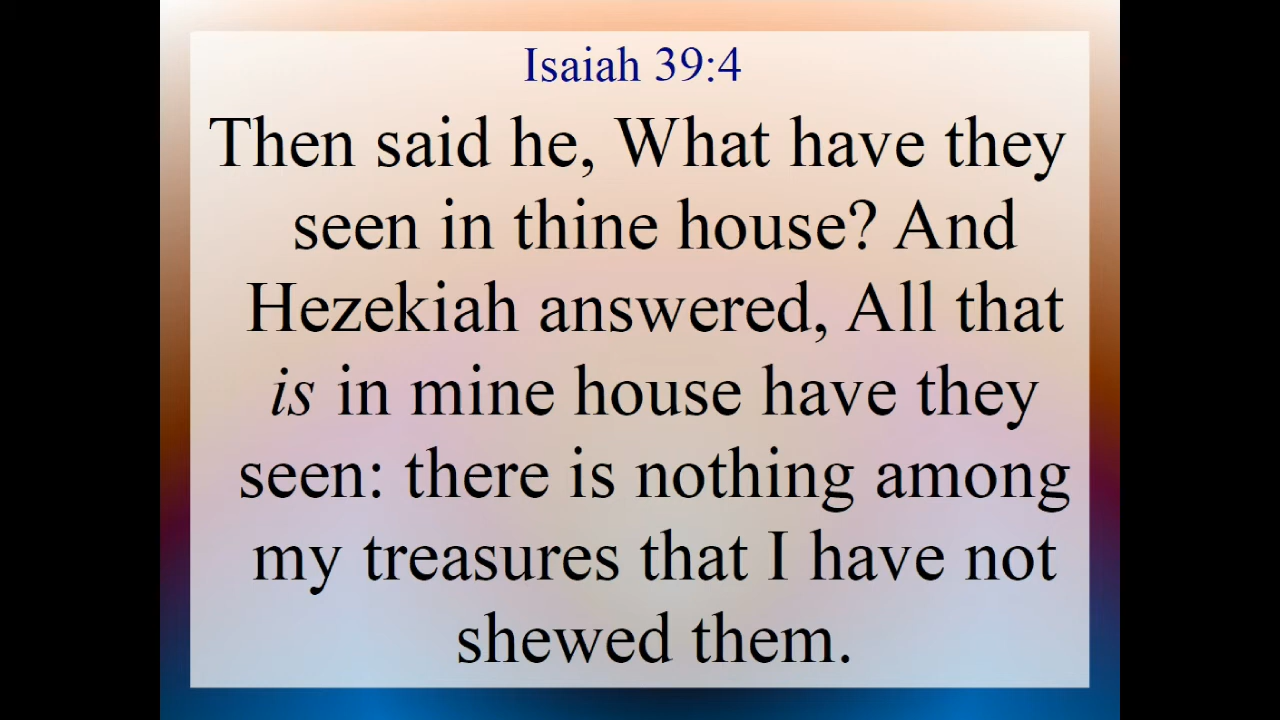 Isaiah 39:4
Then said he, What have they
seen in thine house? And
Hezekiah answered, All that
is in mine house have they
seen: there is nothing among
my treasures that I have not
shewed them.